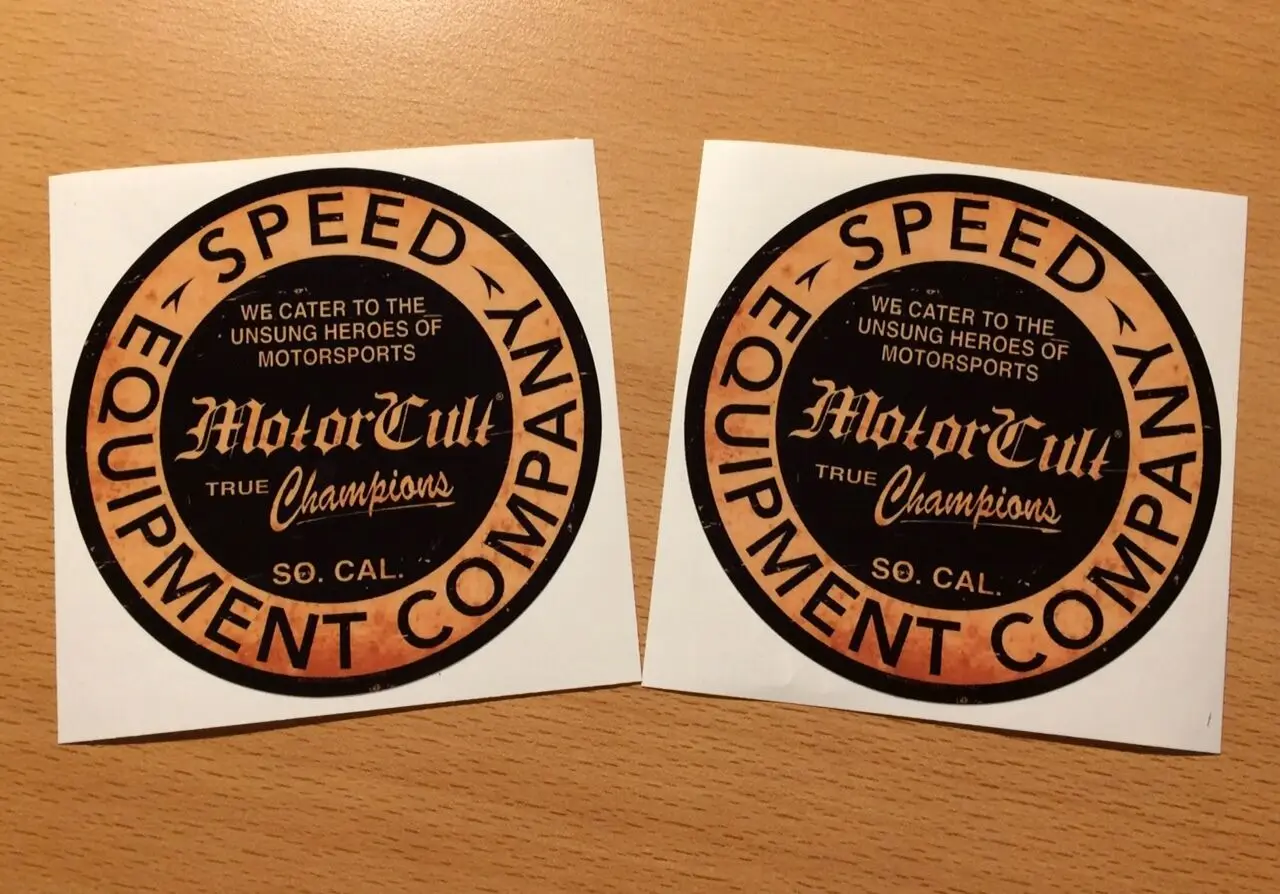 SPEED
EQUIPMENT COMPANY
WE CATER TO THE
UNSUNG HEROES OF
MOTORSPORTS
MotorCult®
TRUE Champions
SO. CAL.
SPEED
EQUIPMENT COMPANY
WE CATER TO THE
UNSUNG HEROES OF
MOTORSPORTS
MotorCult®
TRUE Champions
SO. CAL.